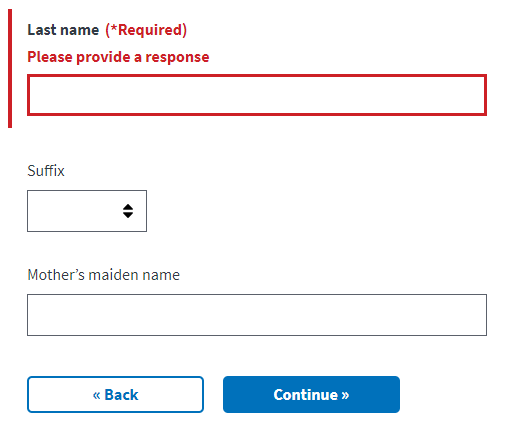 Last name (*Required)
Please provide a response
Suffix
Mother’s maiden name
« Back
Continue »